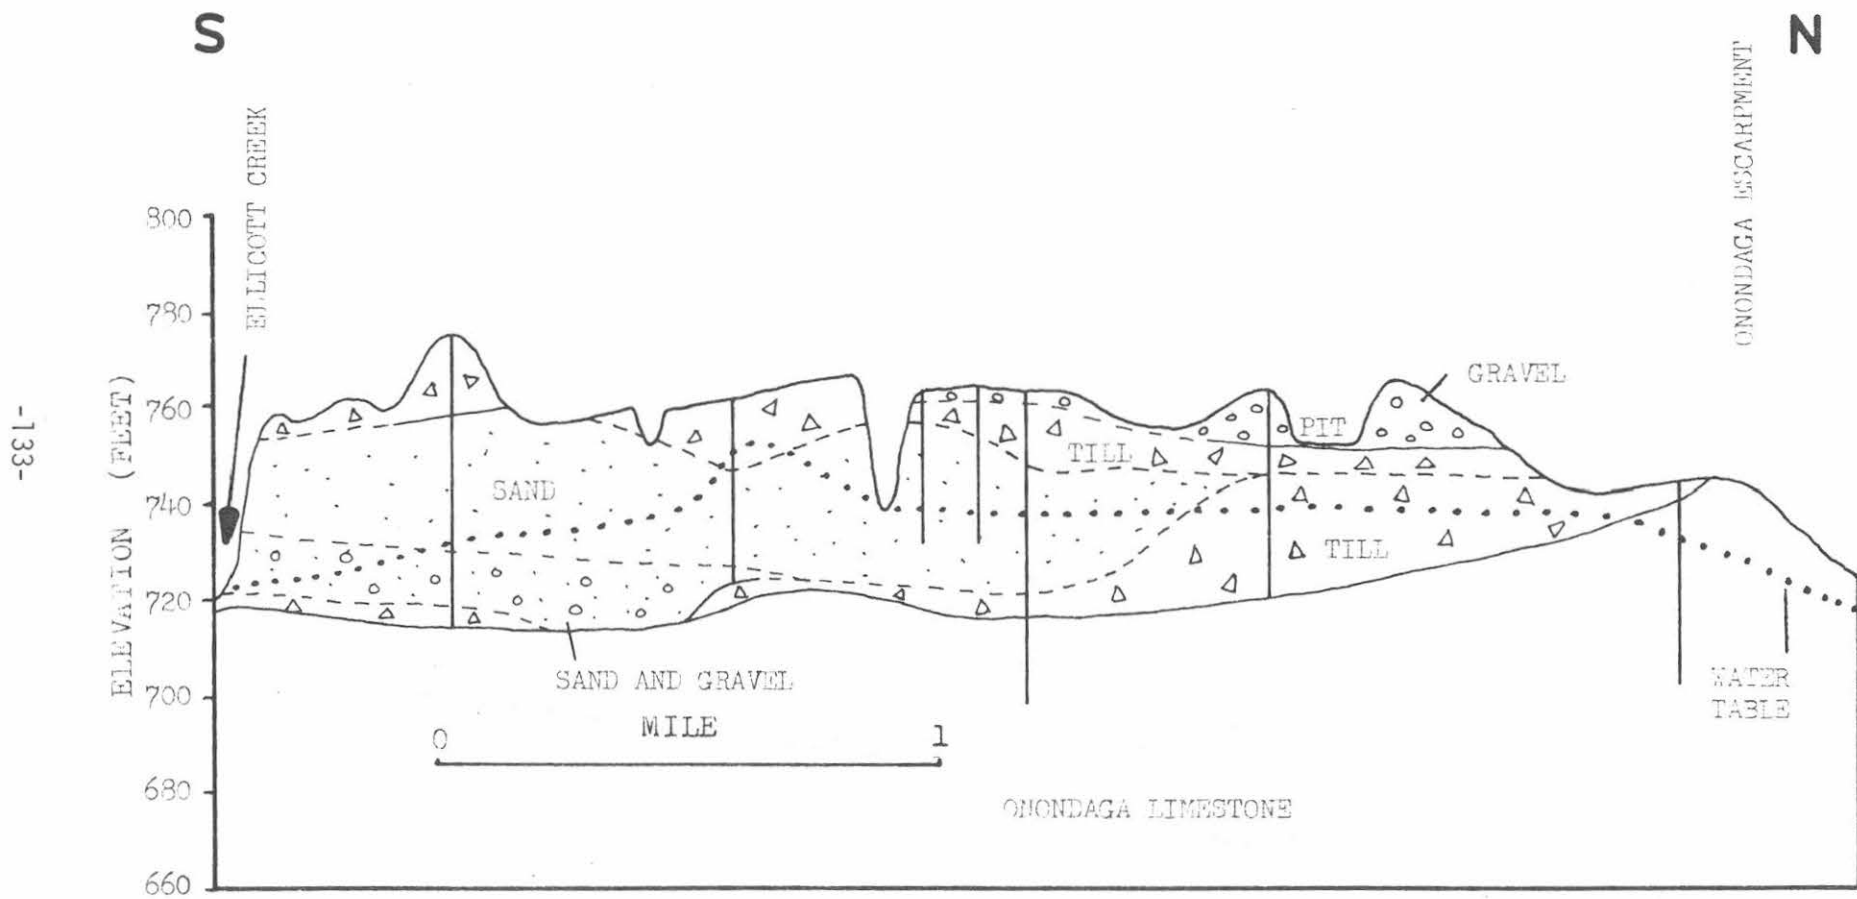 S
N
ELLICOTT CREEK
ONONDAGA ESCARPMENT
-133-
ELEVATION (FEET)
800
780
760
740
720
700
680
660
GRAVEL
PIT
TILL
SAND
TILL
SAND AND GRAVEL
WATER
TABLE
MILE
0 1
ONONDAGA LIMESTONE